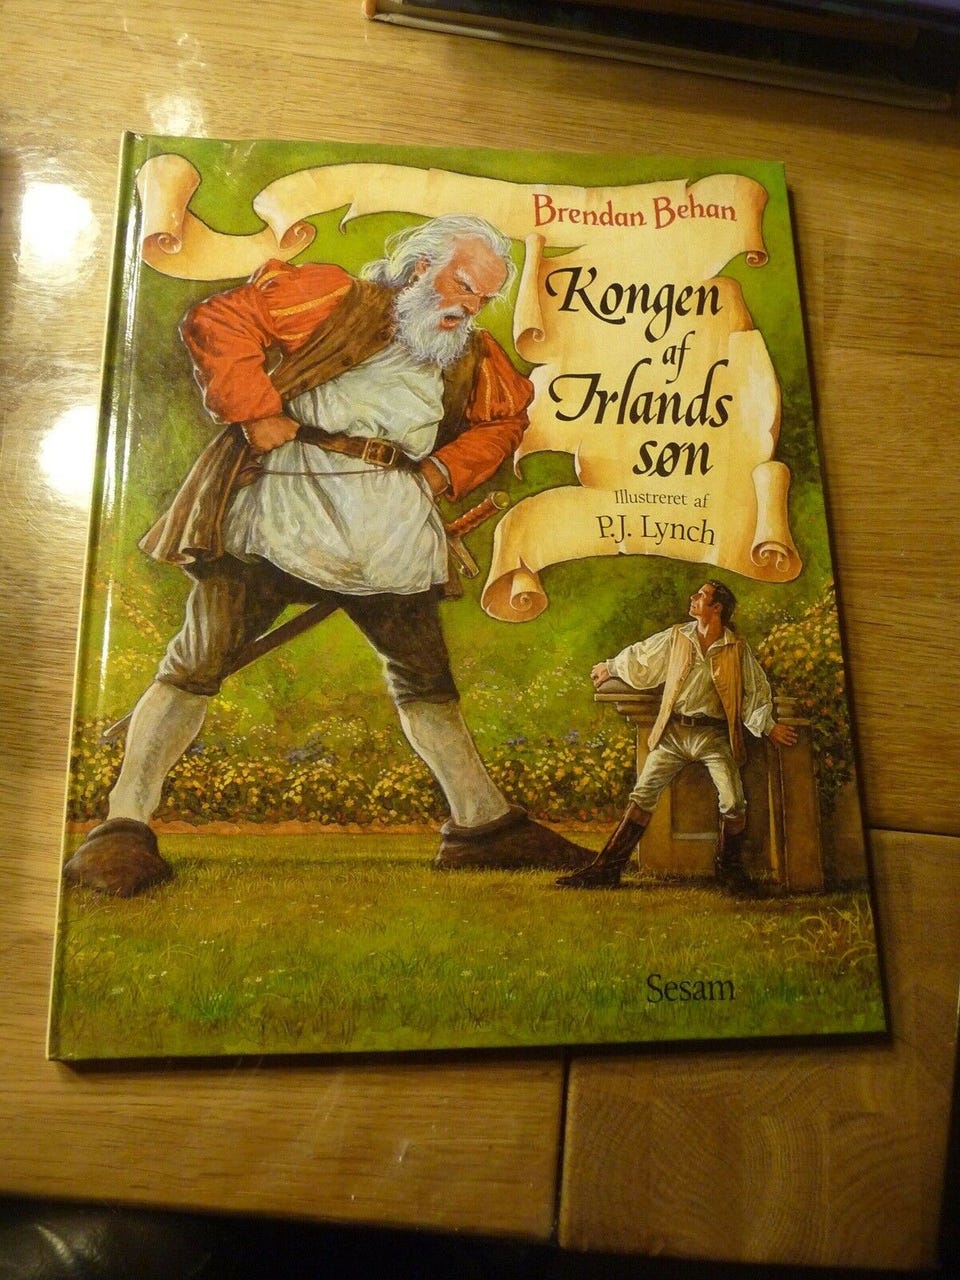 Brendan Behan
Kongen
af
Irlands
søn
Illustreret af
P.J. Lynch
Sesam